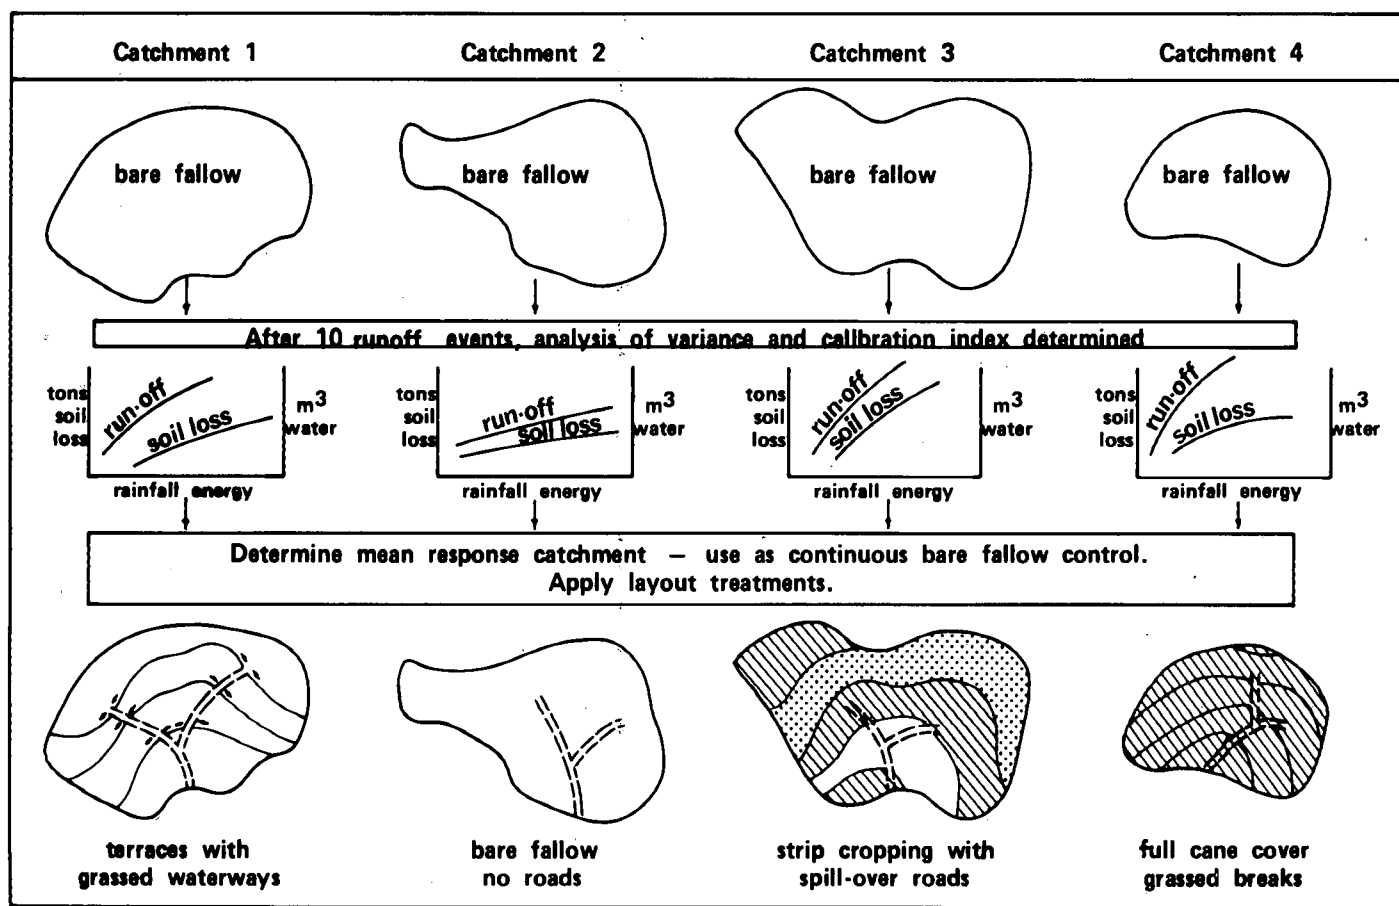 Catchment 1
Catchment 2
Catchment 3
Catchment 4
bare fallow
bare fallow
bare fallow
bare fallow
After 10 runoff events, analysis of variance and calibration index determined
tons
soil
loss
run-off
soil loss
m3
water
rainfall energy
tons
soil
loss
run-off
soil loss
m3
water
rainfall energy
tons
soil
loss
run-off
soil loss
m3
water
rainfall energy
tons
soil
loss
run-off
soil loss
m3
water
rainfall energy
Determine mean response catchment – use as continuous bare fallow control.
Apply layout treatments.
terraces with
grassed waterways
bare fallow
no roads
strip cropping with
spill-over roads
full cane cover
grassed breaks